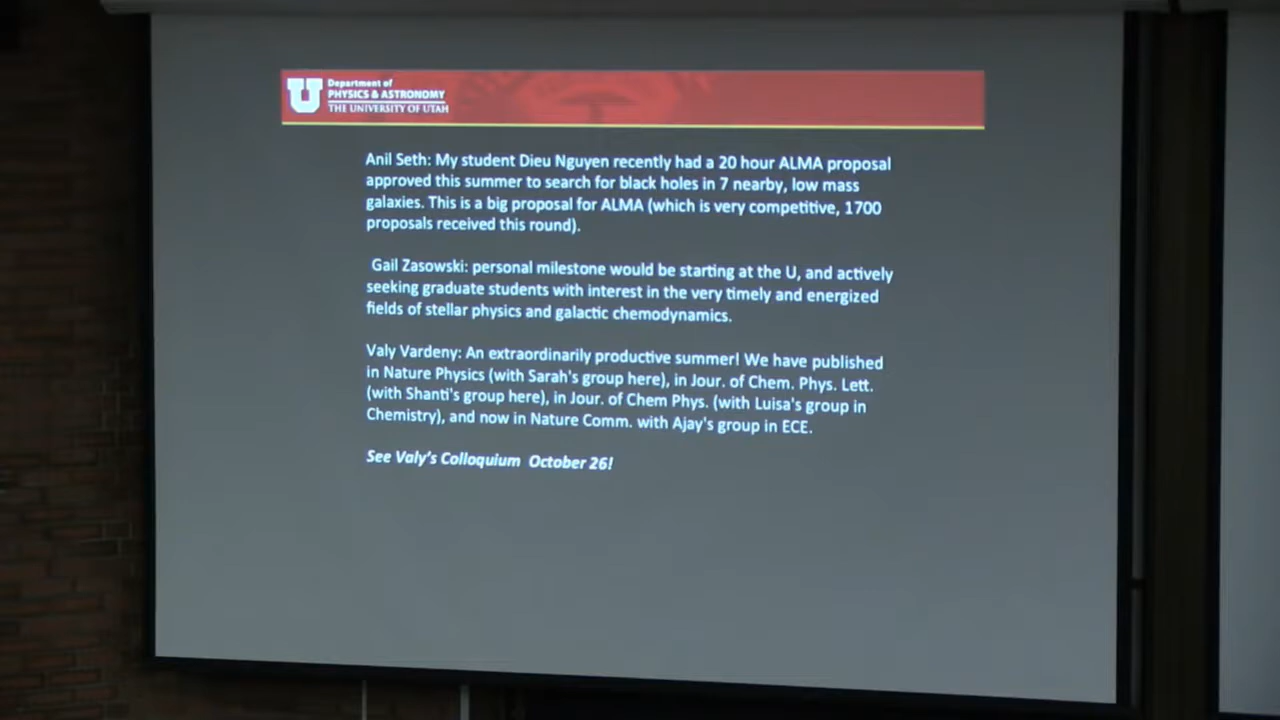 Department of
PHYSICS & ASTRONOMY
THE UNIVERSITY OF UTAH
Anil Seth: My student Dieu Nguyen recently had a 20 hour ALMA proposal
approved this summer to search for black holes in 7 nearby, low mass
galaxies. This is a big proposal for ALMA (which is very competitive, 1700
proposals received this round).
Gail Zasowski: personal milestone would be starting at the U, and actively
seeking graduate students with interest in the very timely and energized
fields of stellar physics and galactic chemodynamics.
Valy Vardeny: An extraordinarily productive summer! We have published
in Nature Physics (with Sarah's group here), in Jour. of Chem. Phys. Lett.
(with Shanti's group here), in Jour. of Chem Phys. (with Luisa's group in
Chemistry), and now in Nature Comm. with Ajay's group in ECE.
See Valy's Colloquium October 26!